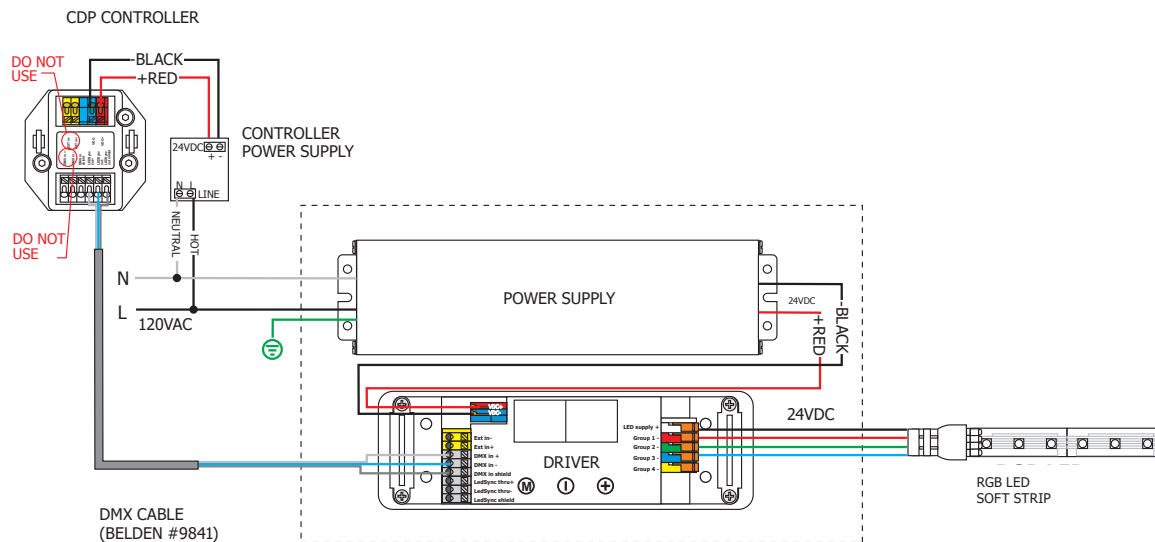 CDP CONTROLLER
DO NOT
USE
-BLACK
+RED
24VDC
+ -
CONTROLLER
POWER SUPPLY
N L
LINE
NEUTRAL
HOT
DO NOT
USE
N
L
120VAC
POWER SUPPLY
24VDC
-BLACK
+RED
VDC+
VDC-
24VDC
Ext in-
Ext in+
DMX in +
DMX in -
DMX in shield
LedSync thru+
LedSync thru-
LedSync shield
DRIVER
M
LED supply +
Group 1 -
Group 2 -
Group 3 -
Group 4 -
RGB LED
SOFT STRIP
DMX CABLE
(BELDEN #9841)